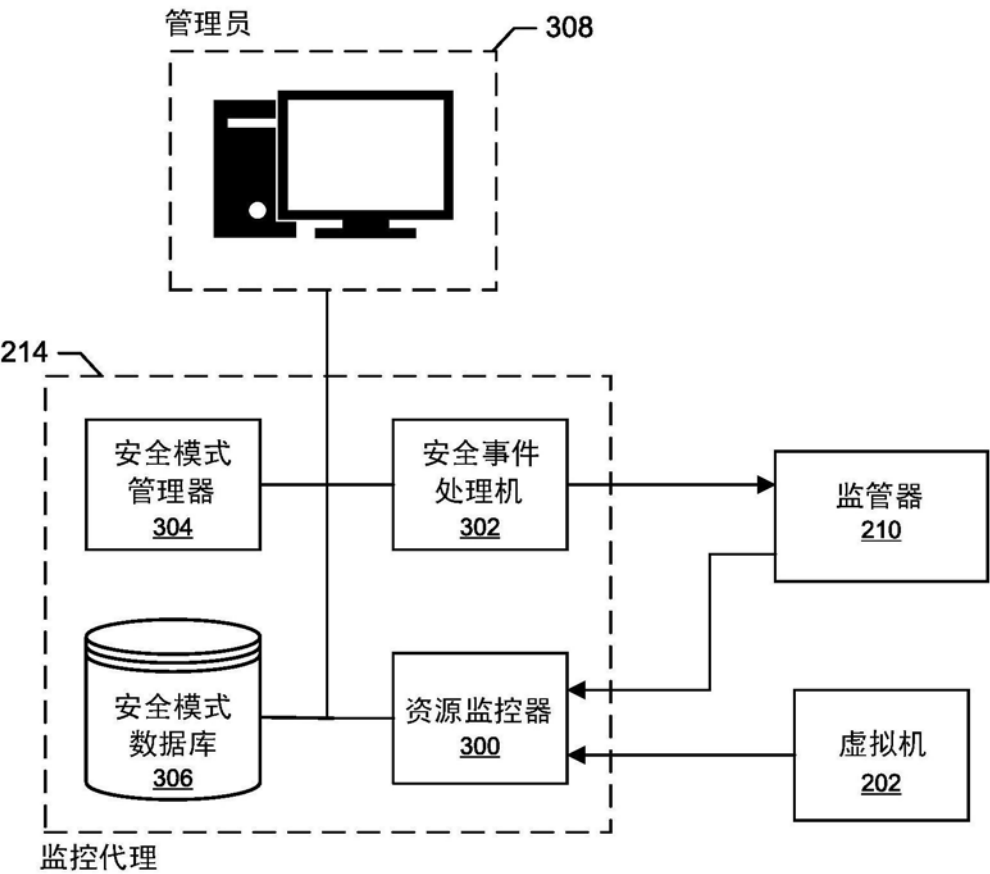 管理员
308
214
安全模式
管理器
304
安全事件
处理机
302
监管器
210
安全模式
数据库
306
资源监控器
300
虚拟机
202
监控代理